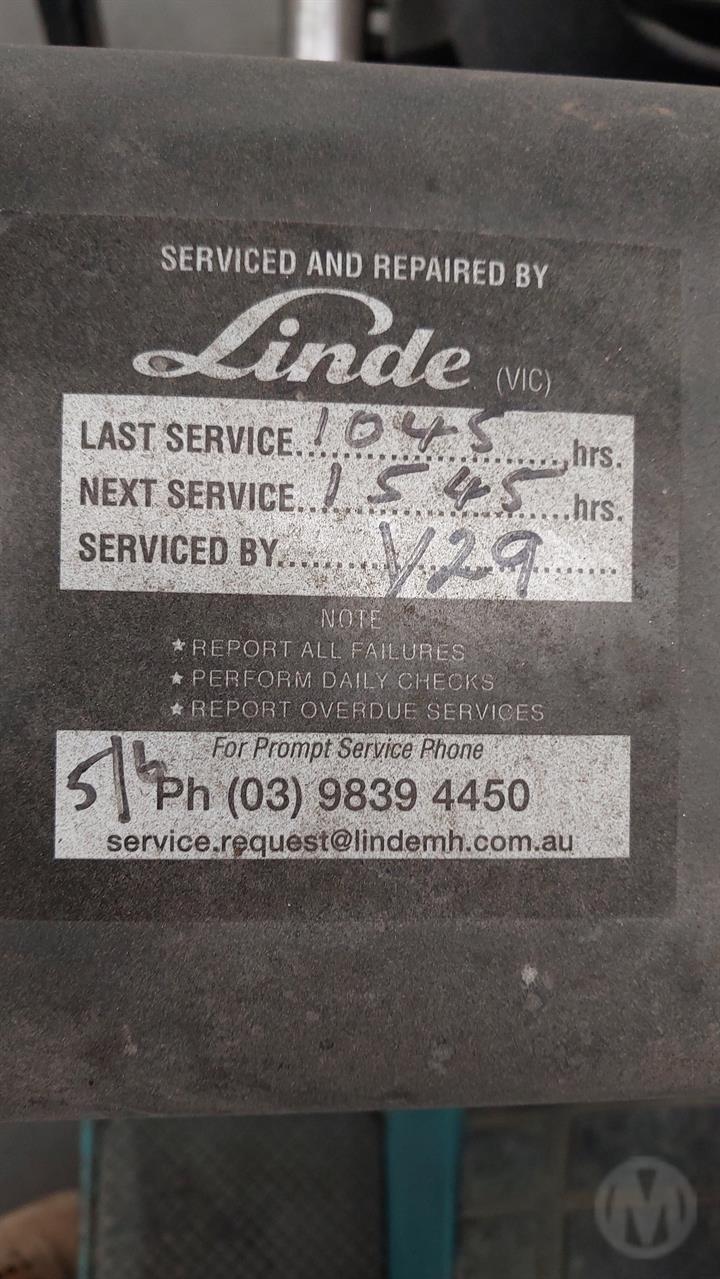 SERVICED AND REPAIRED BY
Linde (VIC)
LAST SERVICE 1045 hrs.
NEXT SERVICE 1545 hrs.
SERVICED BY V29
NOTE
★ REPORT ALL FAILURES
★ PERFORM DAILY CHECKS
★ REPORT OVERDUE SERVICES
For Prompt Service Phone
Ph (03) 9839 4450
service.request@lindemh.com.au
M